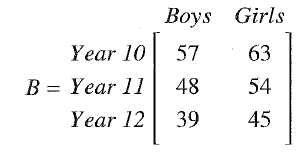 Boys Girls
Year 10 57 63
B = Year 11 48 54
Year 12 39 45